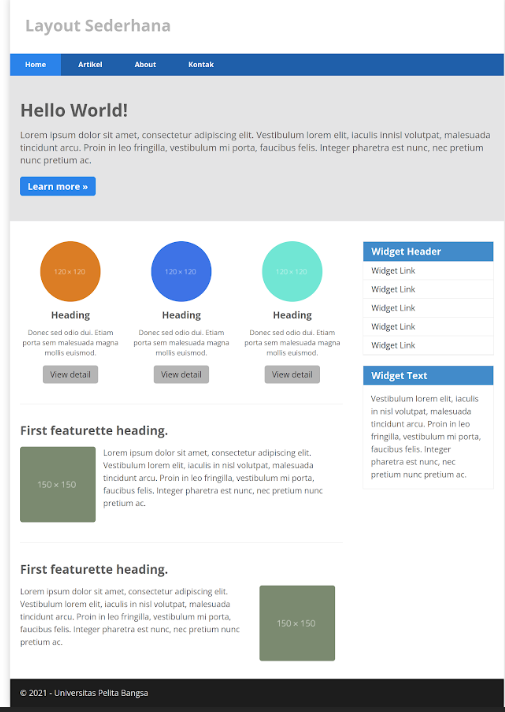 Layout Sederhana
Home Artikel About Kontak
Hello World!
Lorem ipsum dolor sit amet, consectetur adipiscing elit. Vestibulum lorem elit, iaculis innisl volutpat, malesuada
tincidunt arcu. Proin in leo fringilla, vestibulum mi porta, faucibus felis. Integer pharetra est nunc, nec pretium
nunc pretium ac.
Learn more »
120 x 120
Heading
Donec sed odio dui. Etiam
porta sem malesuada magna
mollis euismod.
View detail
120 x 120
Heading
Donec sed odio dui. Etiam
porta sem malesuada magna
mollis euismod.
View detail
120 x 120
Heading
Donec sed odio dui. Etiam
porta sem malesuada magna
mollis euismod.
View detail
First featurette heading.
150 × 150
Lorem ipsum dolor sit amet, consectetur adipiscing elit.
Vestibulum lorem elit, iaculis in nisl volutpat, malesuada
tincidunt arcu. Proin in leo fringilla, vestibulum mi porta,
faucibus felis. Integer pharetra est nunc, nec pretium nunc
pretium ac.
First featurette heading.
Lorem ipsum dolor sit amet, consectetur adipiscing elit.
Vestibulum lorem elit, iaculis in nisl volutpat, malesuada
tincidunt arcu. Proin in leo fringilla, vestibulum mi porta,
faucibus felis. Integer pharetra est nunc, nec pretium nunc
pretium ac.
150 × 150
Widget Header
Widget Link
Widget Link
Widget Link
Widget Link
Widget Link
Widget Text
Vestibulum lorem elit, iaculis
in nisl volutpat, malesuada
tincidunt arcu. Proin in leo
fringilla, vestibulum mi porta,
faucibus felis. Integer
pharetra est nunc, nec
pretium nunc pretium ac.
© 2021 - Universitas Pelita Bangsa